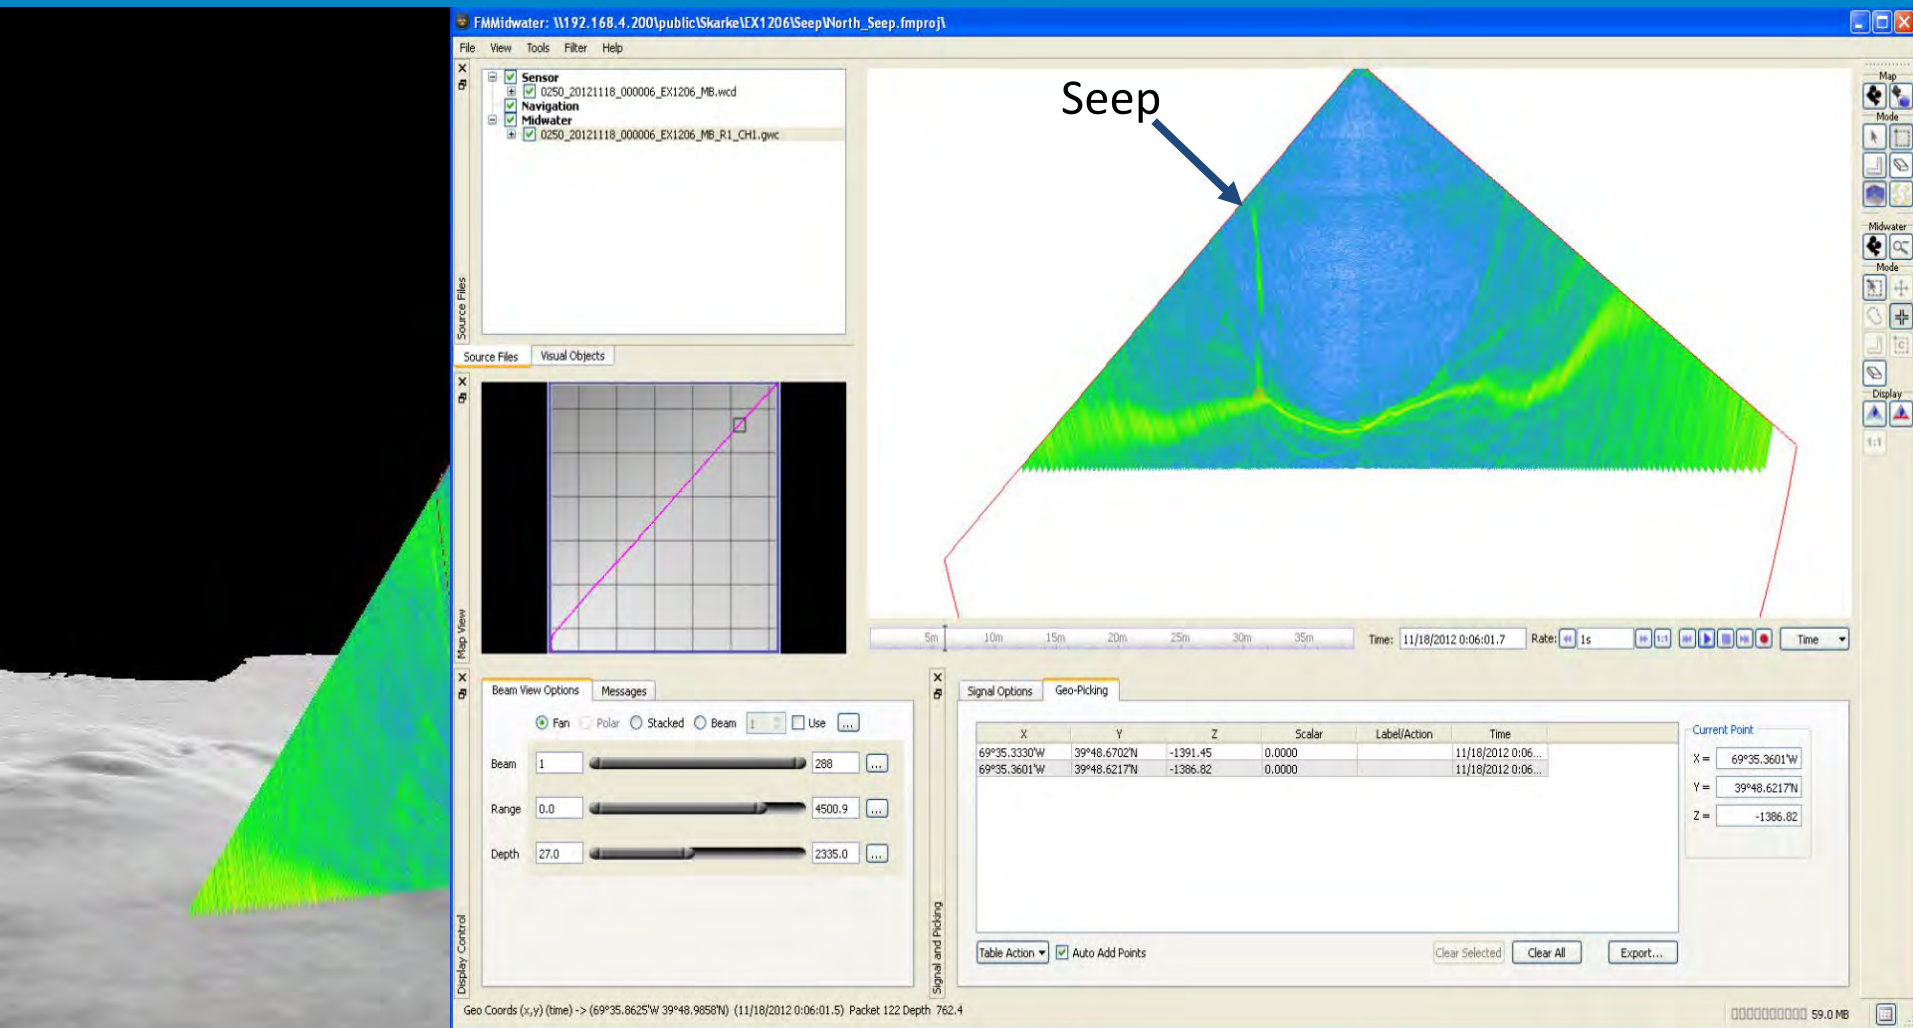 FMMidwater: \\192.168.4.200\public\Skarke\EX1206\Seep\North_Seep.fmproj\
File View Tools Filter Help
Sensor
0250_20121118_000006_EX1206_MB.wcd
Navigation
Midwater
0250_20121118_000006_EX1206_MB_R1_CH1.gwc
Source Files
Source Files Visual Objects
Seep
Map
Mode
Midwater
Mode
Display
1:1
Map View
5m 10m 15m 20m 25m 30m 35m
Time: 11/18/2012 0:06:01.7 Rate: 1s 1:1 Time
Beam View Options Messages
Fan Polar Stacked Beam 1 Use ...
Beam 1 288 ...
Range 0.0 4500.9 ...
Depth 27.0 2335.0 ...
Display Control
Signal Options Geo-Picking
X Y Z Scalar Label/Action Time
69°35.3330'W 39°48.6702'N -1391.45 0.0000 11/18/2012 0:06...
69°35.3601'W 39°48.6217'N -1386.82 0.0000 11/18/2012 0:06...
Current Point
X = 69°35.3601'W
Y = 39°48.6217'N
Z = -1386.82
Table Action Auto Add Points Clear Selected Clear All Export...
Signal and Picking
Geo Coords (x,y) (time) -> (69°35.8625'W 39°48.9858'N) (11/18/2012 0:06:01.5) Packet 122 Depth 762.4
59.0 MB